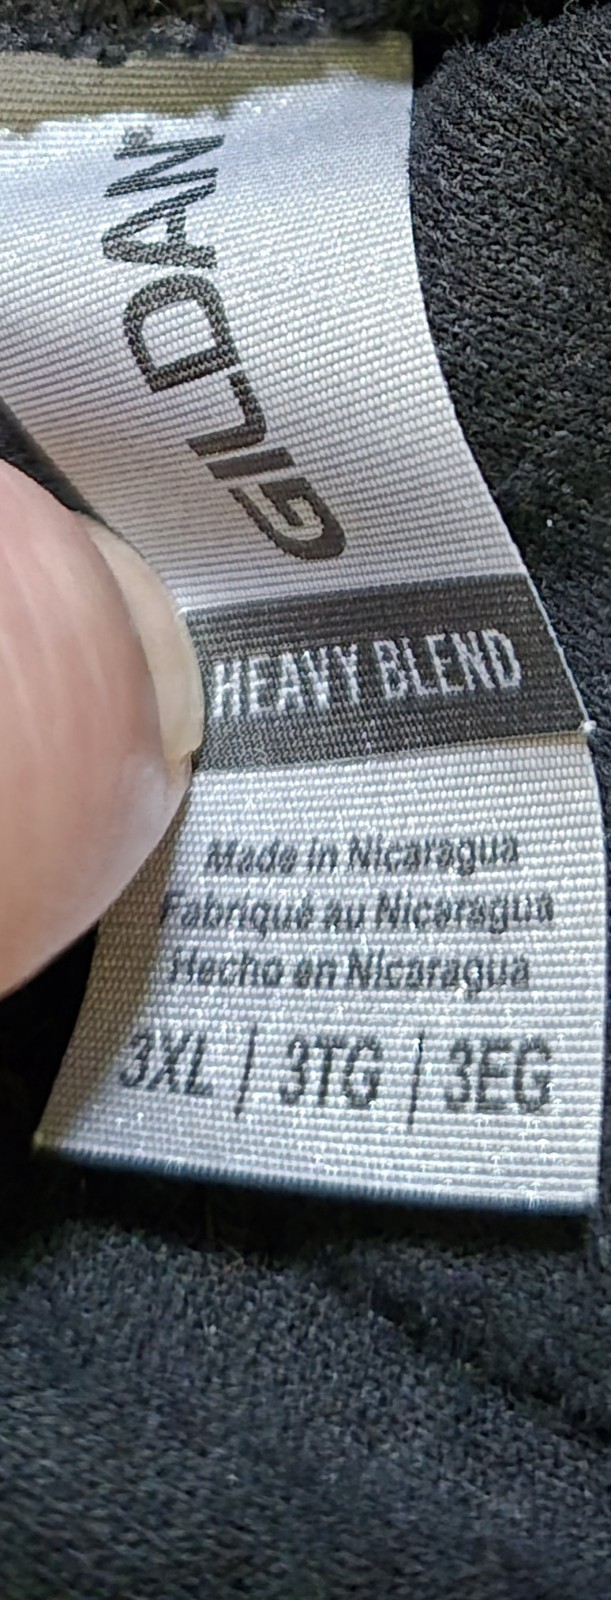 GILDAN®
HEAVY BLEND
Made in Nicaragua
Fabriqué au Nicaragua
Hecho en Nicaragua
3XL | 3TG | 3EG